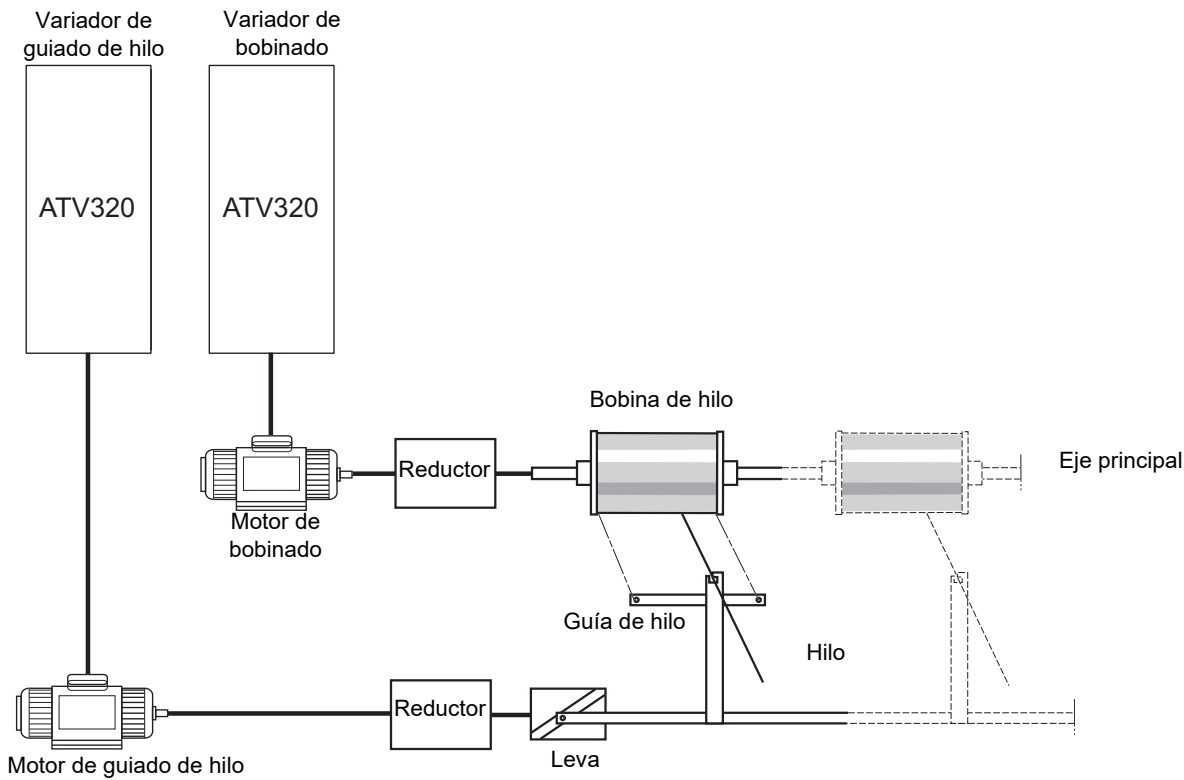 Variador de
guiado de hilo
Variador de
bobinado
ATV320
ATV320
Bobina de hilo
Eje principal
Reductor
Motor de
bobinado
Guía de hilo
Hilo
Reductor
Leva
Motor de guiado de hilo